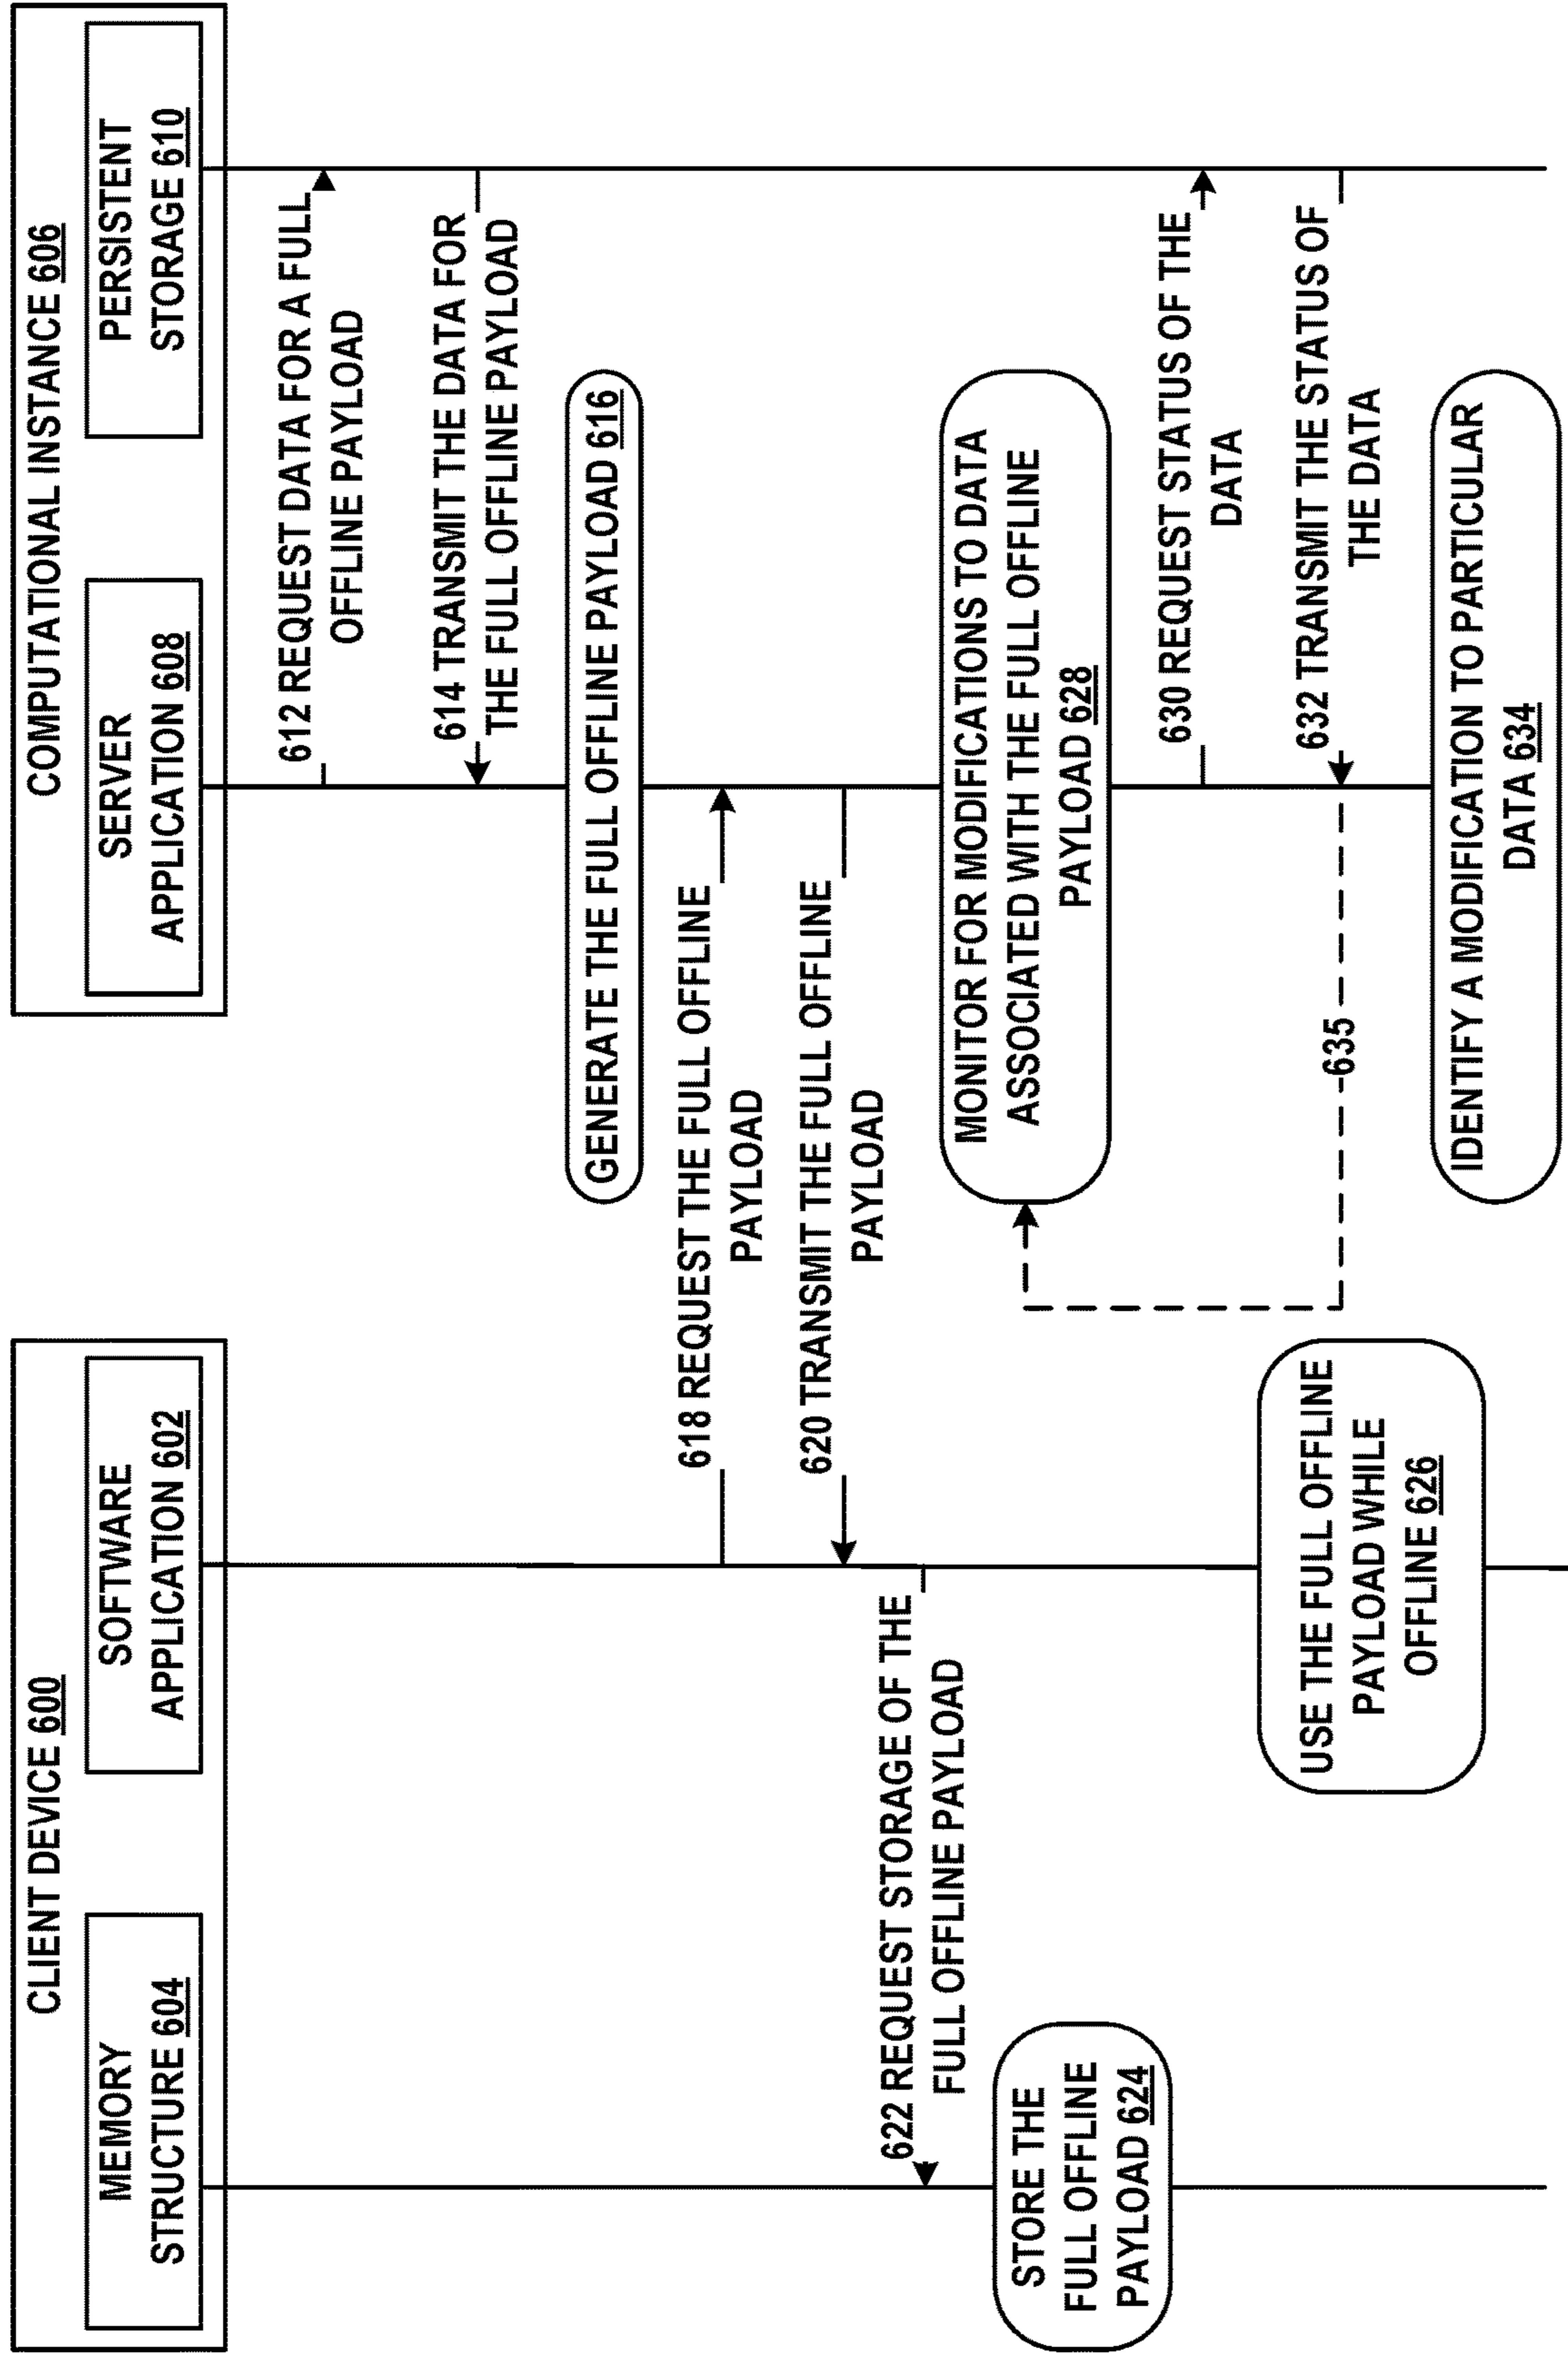 CLIENT DEVICE 600
MEMORY
STRUCTURE 604
SOFTWARE
APPLICATION 602
COMPUTATIONAL INSTANCE 606
SERVER
APPLICATION 608
PERSISTENT
STORAGE 610
612 REQUEST DATA FOR A FULL
OFFLINE PAYLOAD
614 TRANSMIT THE DATA FOR
THE FULL OFFLINE PAYLOAD
GENERATE THE FULL OFFLINE PAYLOAD 616
618 REQUEST THE FULL OFFLINE
PAYLOAD
620 TRANSMIT THE FULL OFFLINE
PAYLOAD
622 REQUEST STORAGE OF THE
FULL OFFLINE PAYLOAD
STORE THE
FULL OFFLINE
PAYLOAD 624
MONITOR FOR MODIFICATIONS TO DATA
ASSOCIATED WITH THE FULL OFFLINE
PAYLOAD 628
630 REQUEST STATUS OF THE
DATA
USE THE FULL OFFLINE
PAYLOAD WHILE
OFFLINE 626
632 TRANSMIT THE STATUS OF
THE DATA
635
IDENTIFY A MODIFICATION TO PARTICULAR
DATA 634